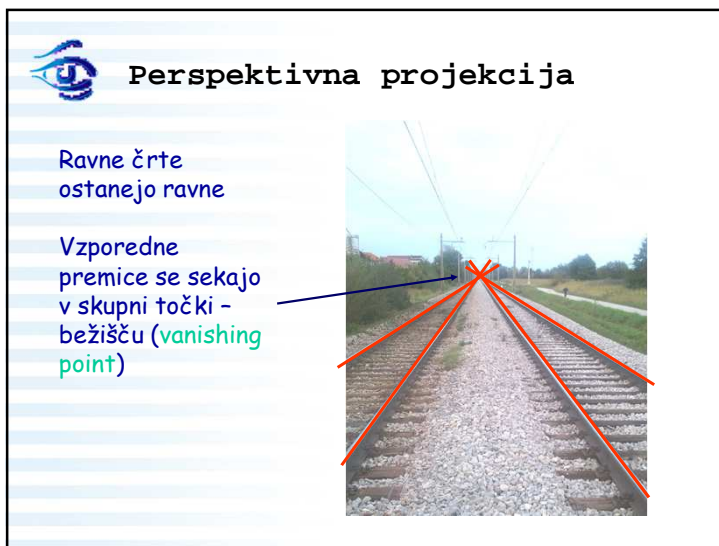 Perspektivna projekcija
Ravne črte
ostanejo ravne
Vzporedne
premice se sekajo
v skupni točki –
bežišču (vanishing
point)